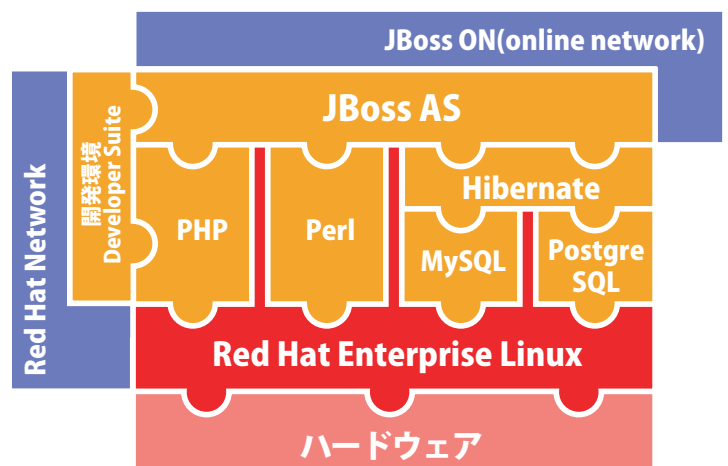 JBoss ON(online network)
JBoss AS
Red Hat Network
開発環境
Developer Suite
PHP
Perl
Hibernate
MySQL
Postgre
SQL
Red Hat Enterprise Linux
ハードウェア